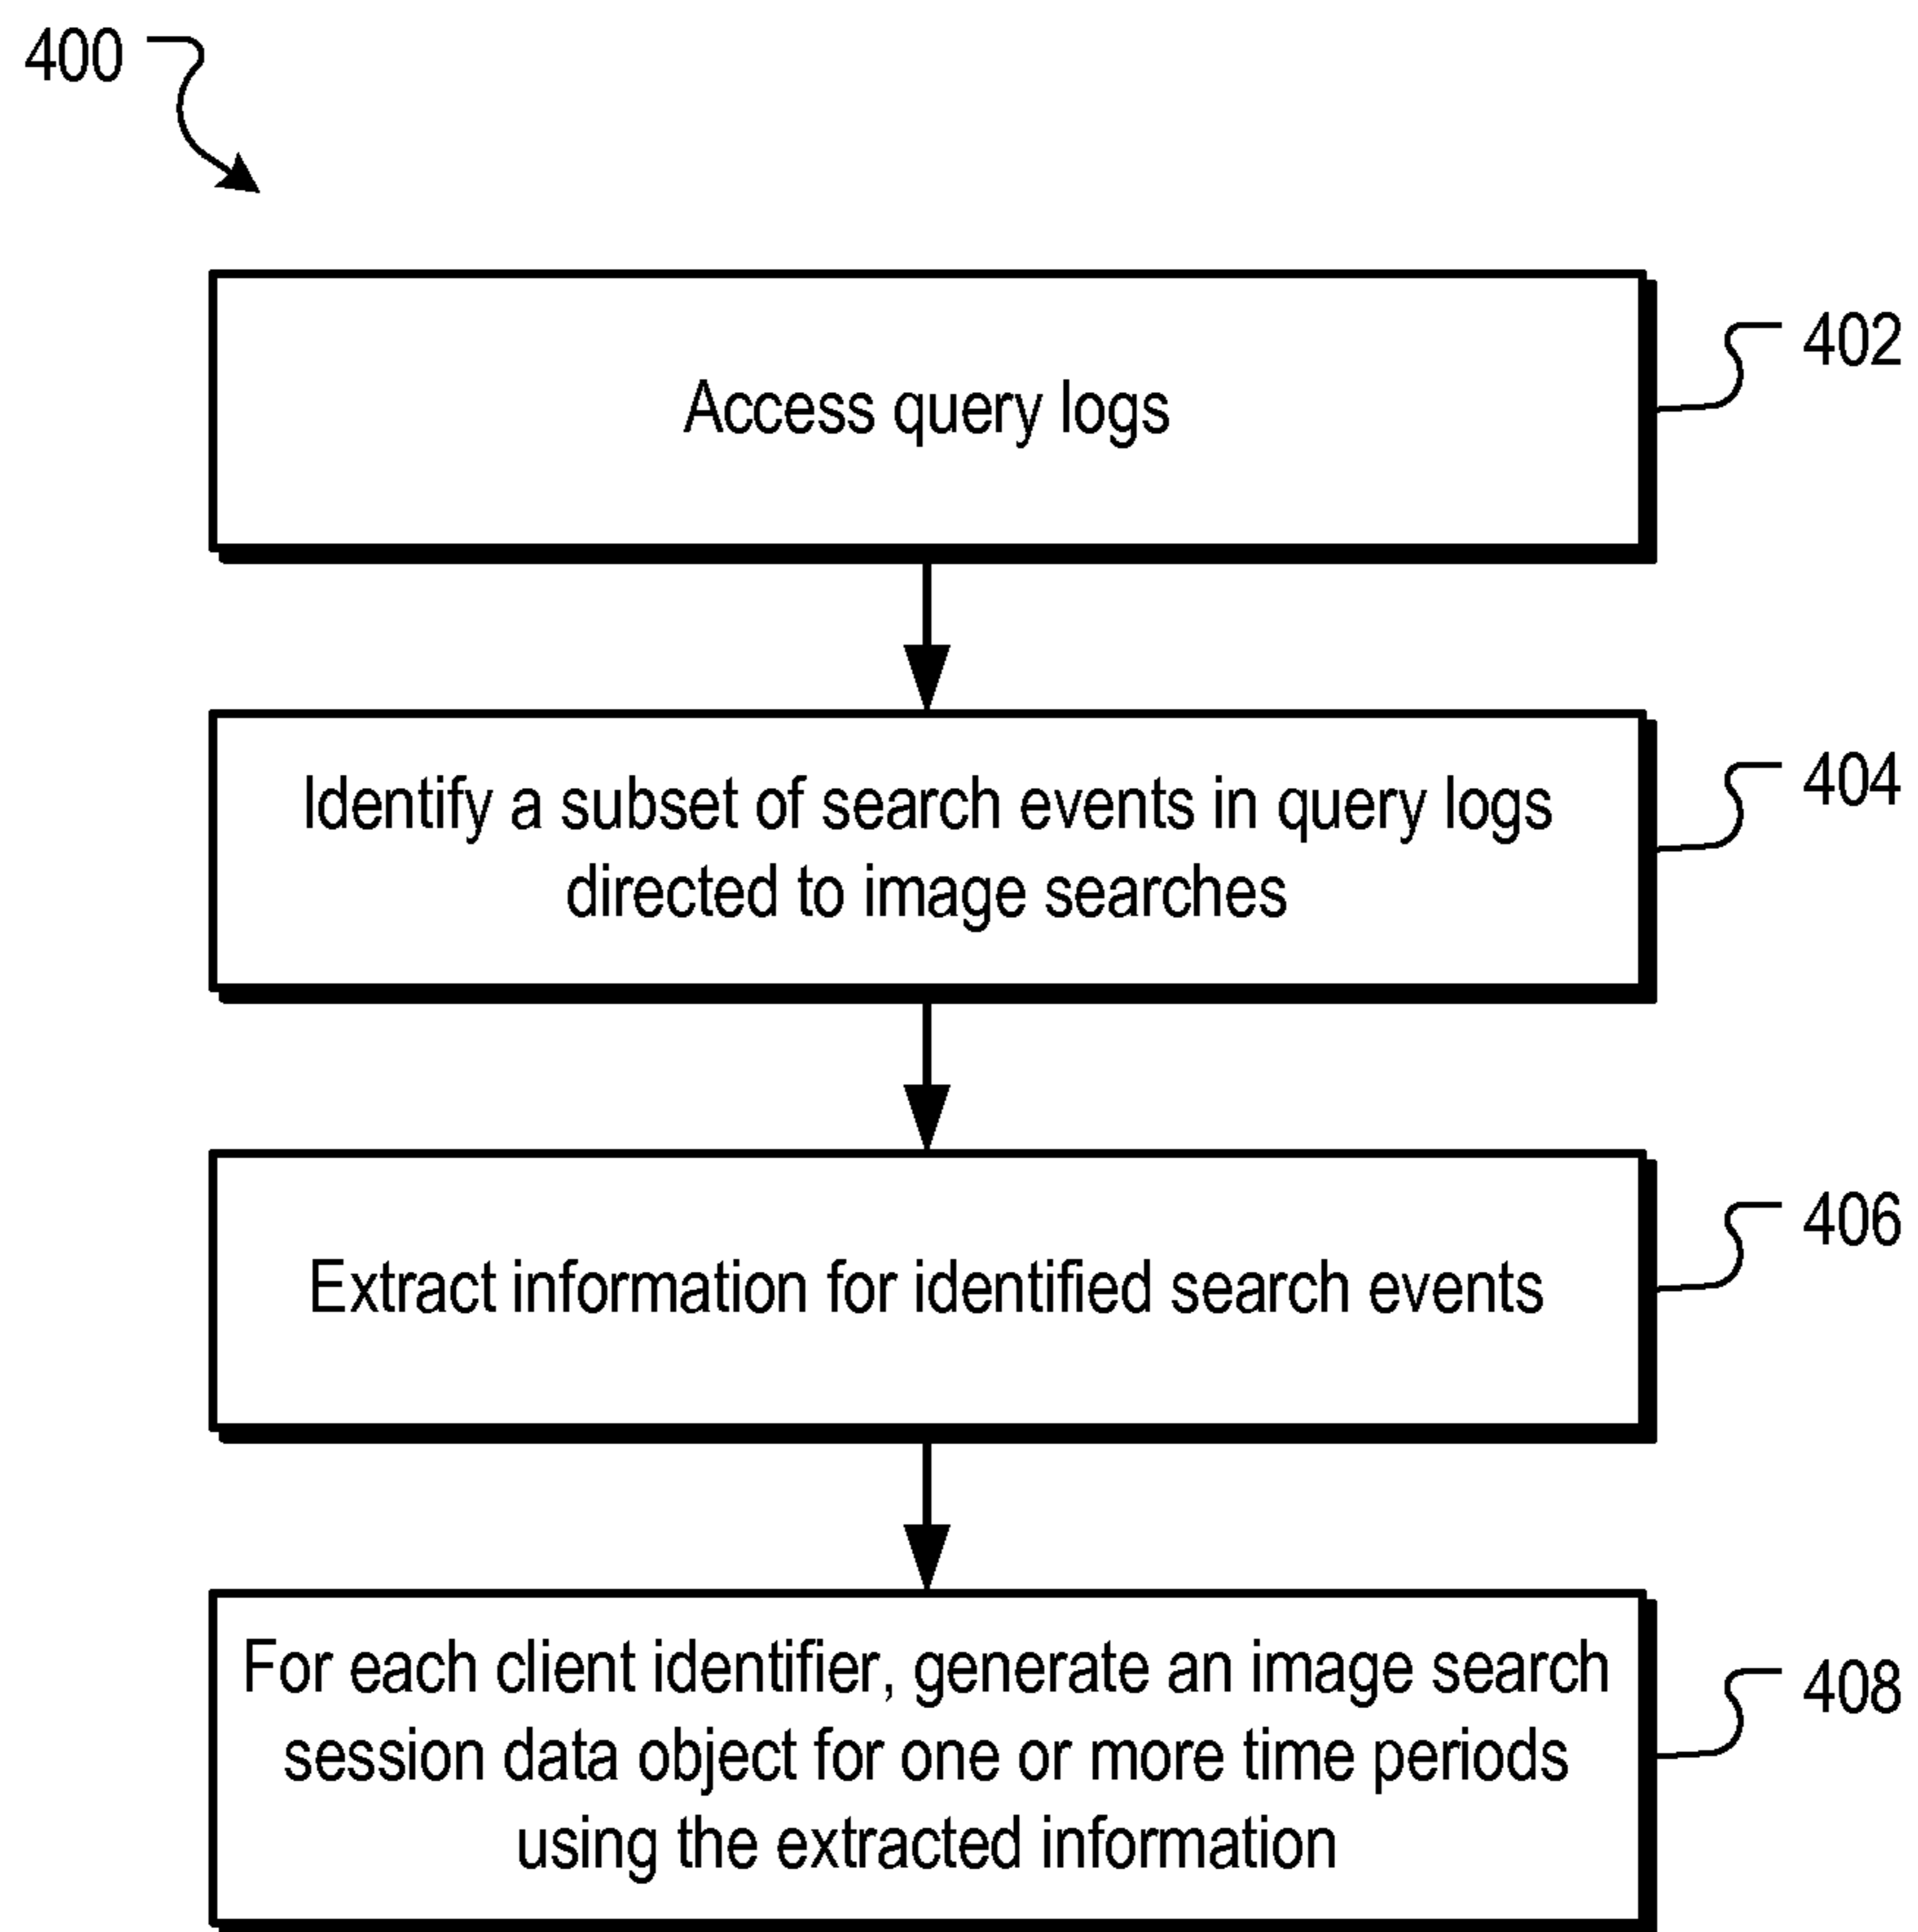 400
Access query logs
402
Identify a subset of search events in query logs
directed to image searches
404
Extract information for identified search events
406
For each client identifier, generate an image search
session data object for one or more time periods
using the extracted information
408